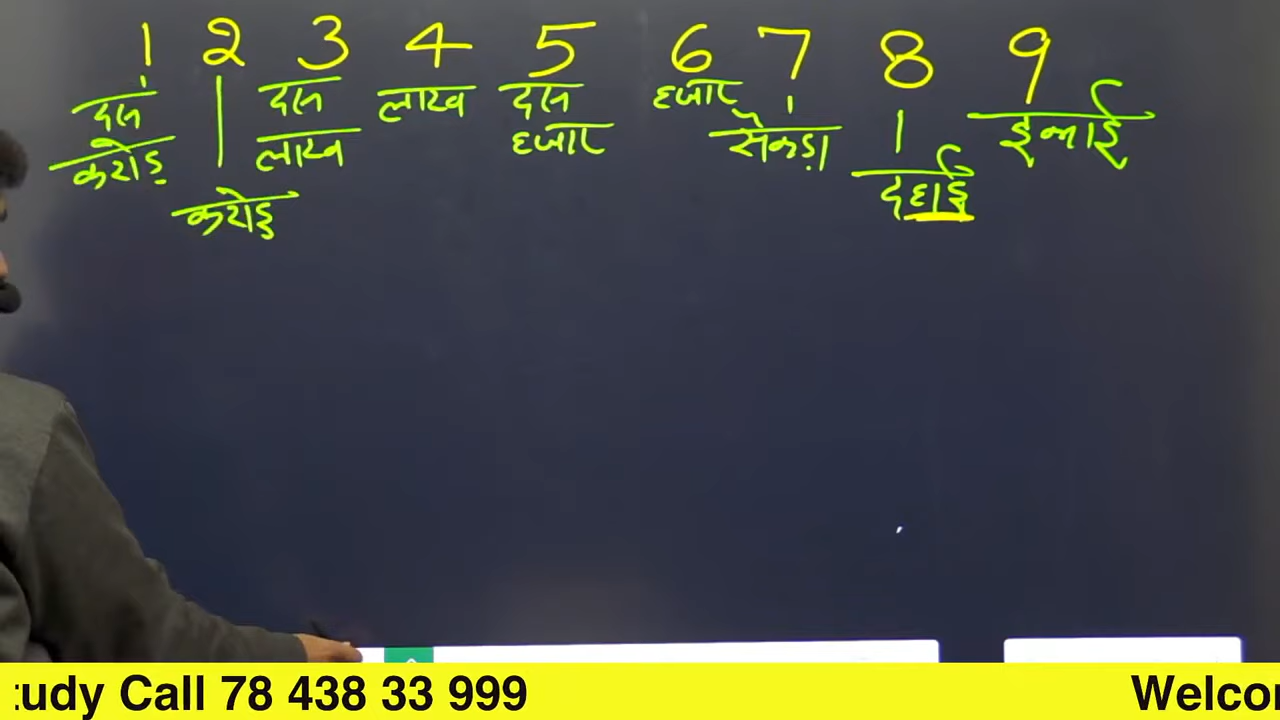 1 2 3 4 5 6 7 8 9
दस करोड़
करोड़
दस लाख
लाख
दस हजार
हजार
सैकड़ा
दहाई
इकाई
tudy Call 78 438 33 999 Welco